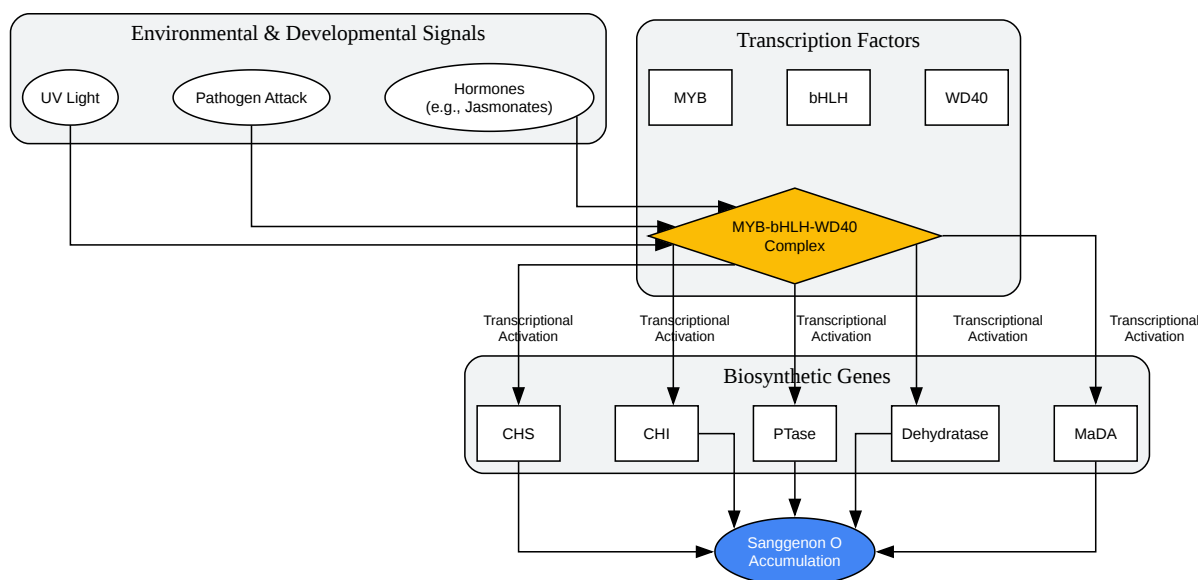 Environmental & Developmental Signals
UV Light
Pathogen Attack
Hormones
(e.g., Jasmonates)
Transcription Factors
MYB
bHLH
WD40
MYB-bHLH-WD40
Complex
Transcriptional
Activation
Transcriptional
Activation
Transcriptional
Activation
Transcriptional
Activation
Transcriptional
Activation
Biosynthetic Genes
CHS
CHI
PTase
Dehydratase
MaDA
Sanggenon O
Accumulation